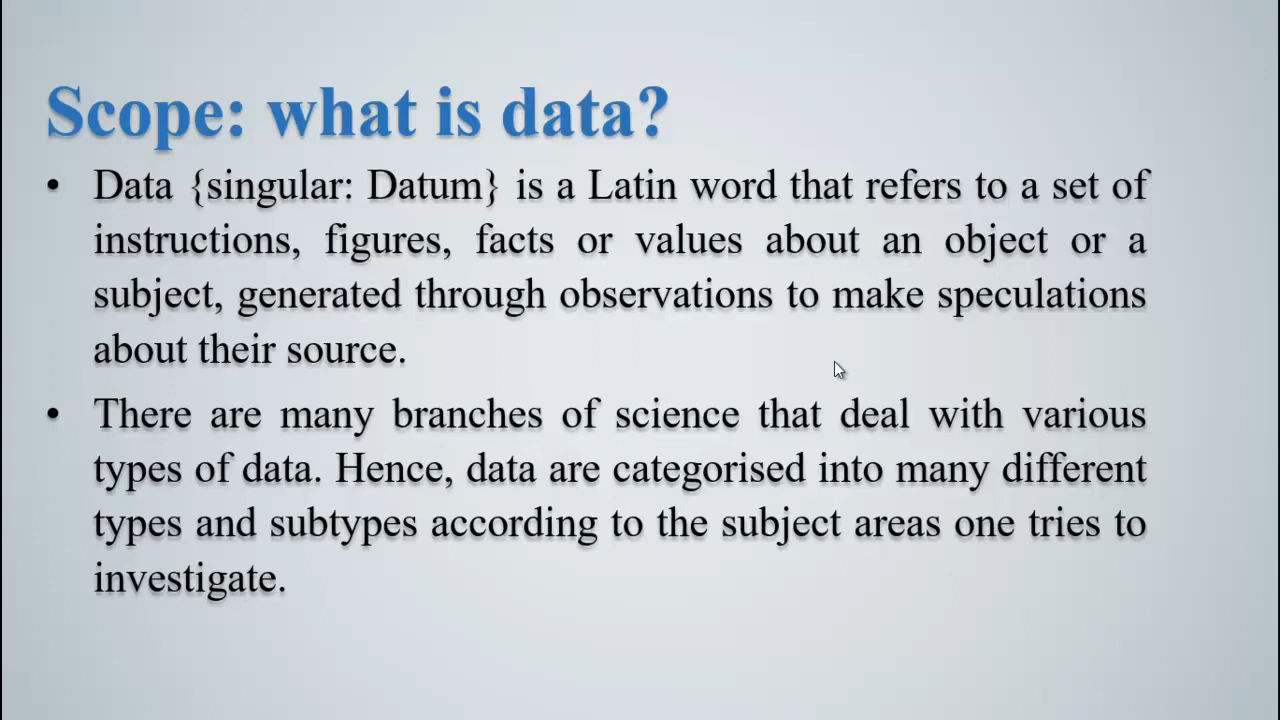 Scope: what is data?
• Data {singular: Datum} is a Latin word that refers to a set of
instructions, figures, facts or values about an object or a
subject, generated through observations to make speculations
about their source.
• There are many branches of science that deal with various
types of data. Hence, data are categorised into many different
types and subtypes according to the subject areas one tries to
investigate.